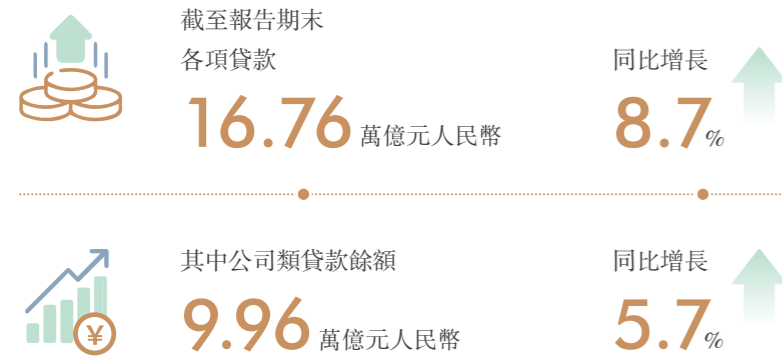 截至報告期末
各項貸款 同比增長
16.76 萬億元人民幣 8.7%
其中公司類貸款餘額 同比增長
¥ 9.96 萬億元人民幣 5.7%